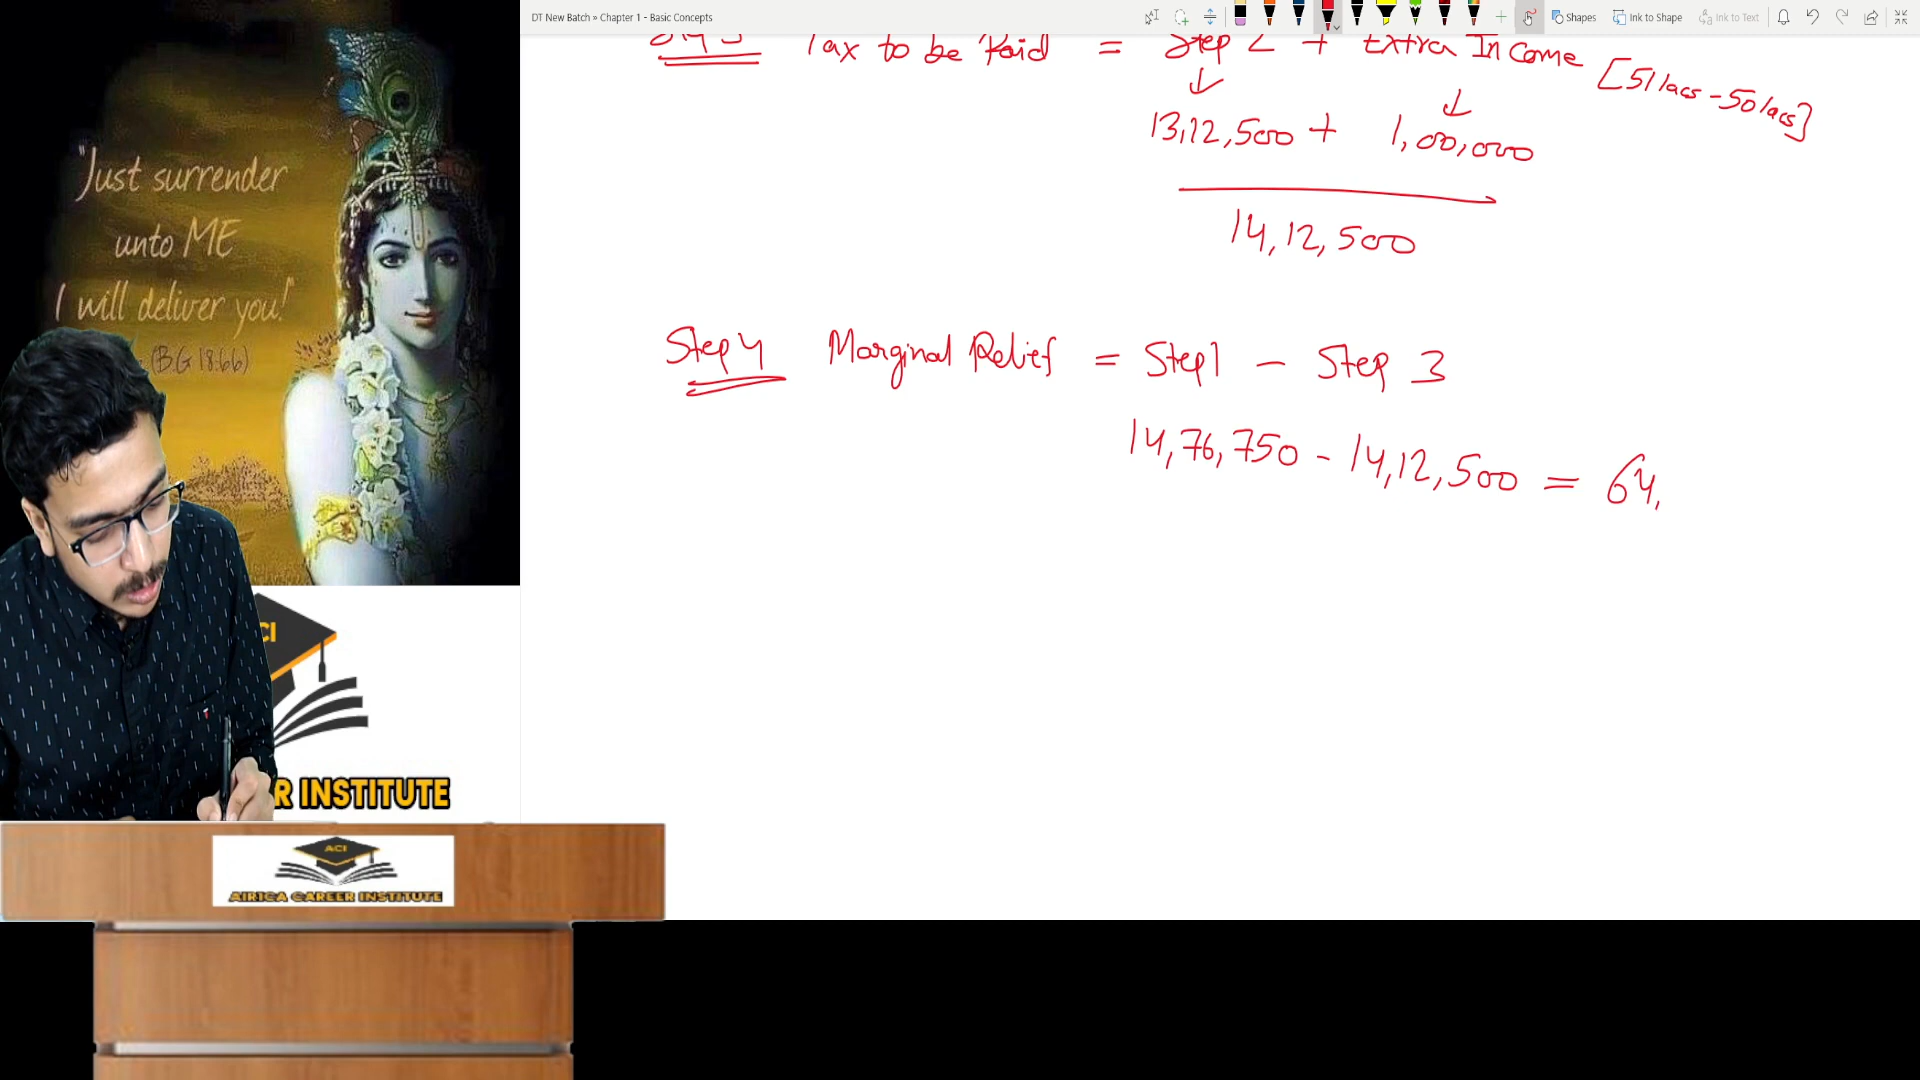 DT New Batch » Chapter 1 - Basic Concepts
Shapes
Ink to Shape
Ink to Text
Tax to be Paid = Step 2 + Extra Income [51 lacs - 50 lacs]
13,12,500 + 1,00,000
14,12,500
Step 4 Marginal Relief = Step 1 - Step 3
14,76,750 - 14,12,500 = 64,
"Just surrender
unto ME
I will deliver you!"
(B.G 18.66)
CI
R INSTITUTE
ACI
AIRICA CAREER INSTITUTE